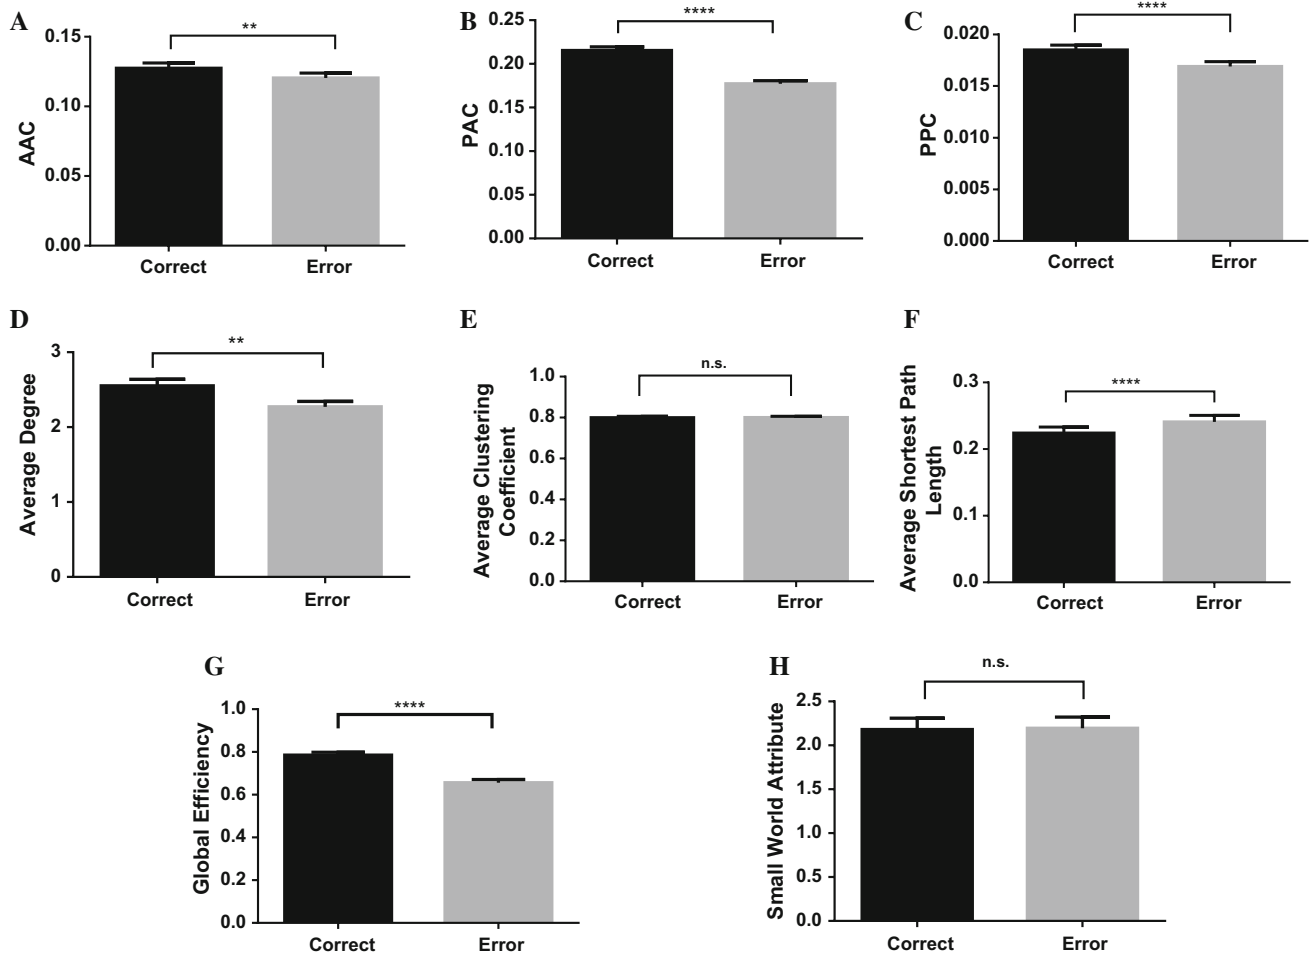 A
**
0.15
0.10
0.05
0.00
AAC
Correct Error
B
****
0.25
0.20
0.15
0.10
0.05
0.00
PAC
Correct Error
C
****
0.020
0.015
0.010
0.005
0.000
PPC
Correct Error
D
**
3
2
1
0
Average Degree
Correct Error
E
n.s.
1.0
0.8
0.6
0.4
0.2
0.0
Average Clustering
Coefficient
Correct Error
F
****
0.3
0.2
0.1
0.0
Average Shortest Path
Length
Correct Error
G
****
1.0
0.8
0.6
0.4
0.2
0.0
Global Efficiency
Correct Error
H
n.s.
2.5
2.0
1.5
1.0
0.5
0.0
Small World Attribute
Correct Error